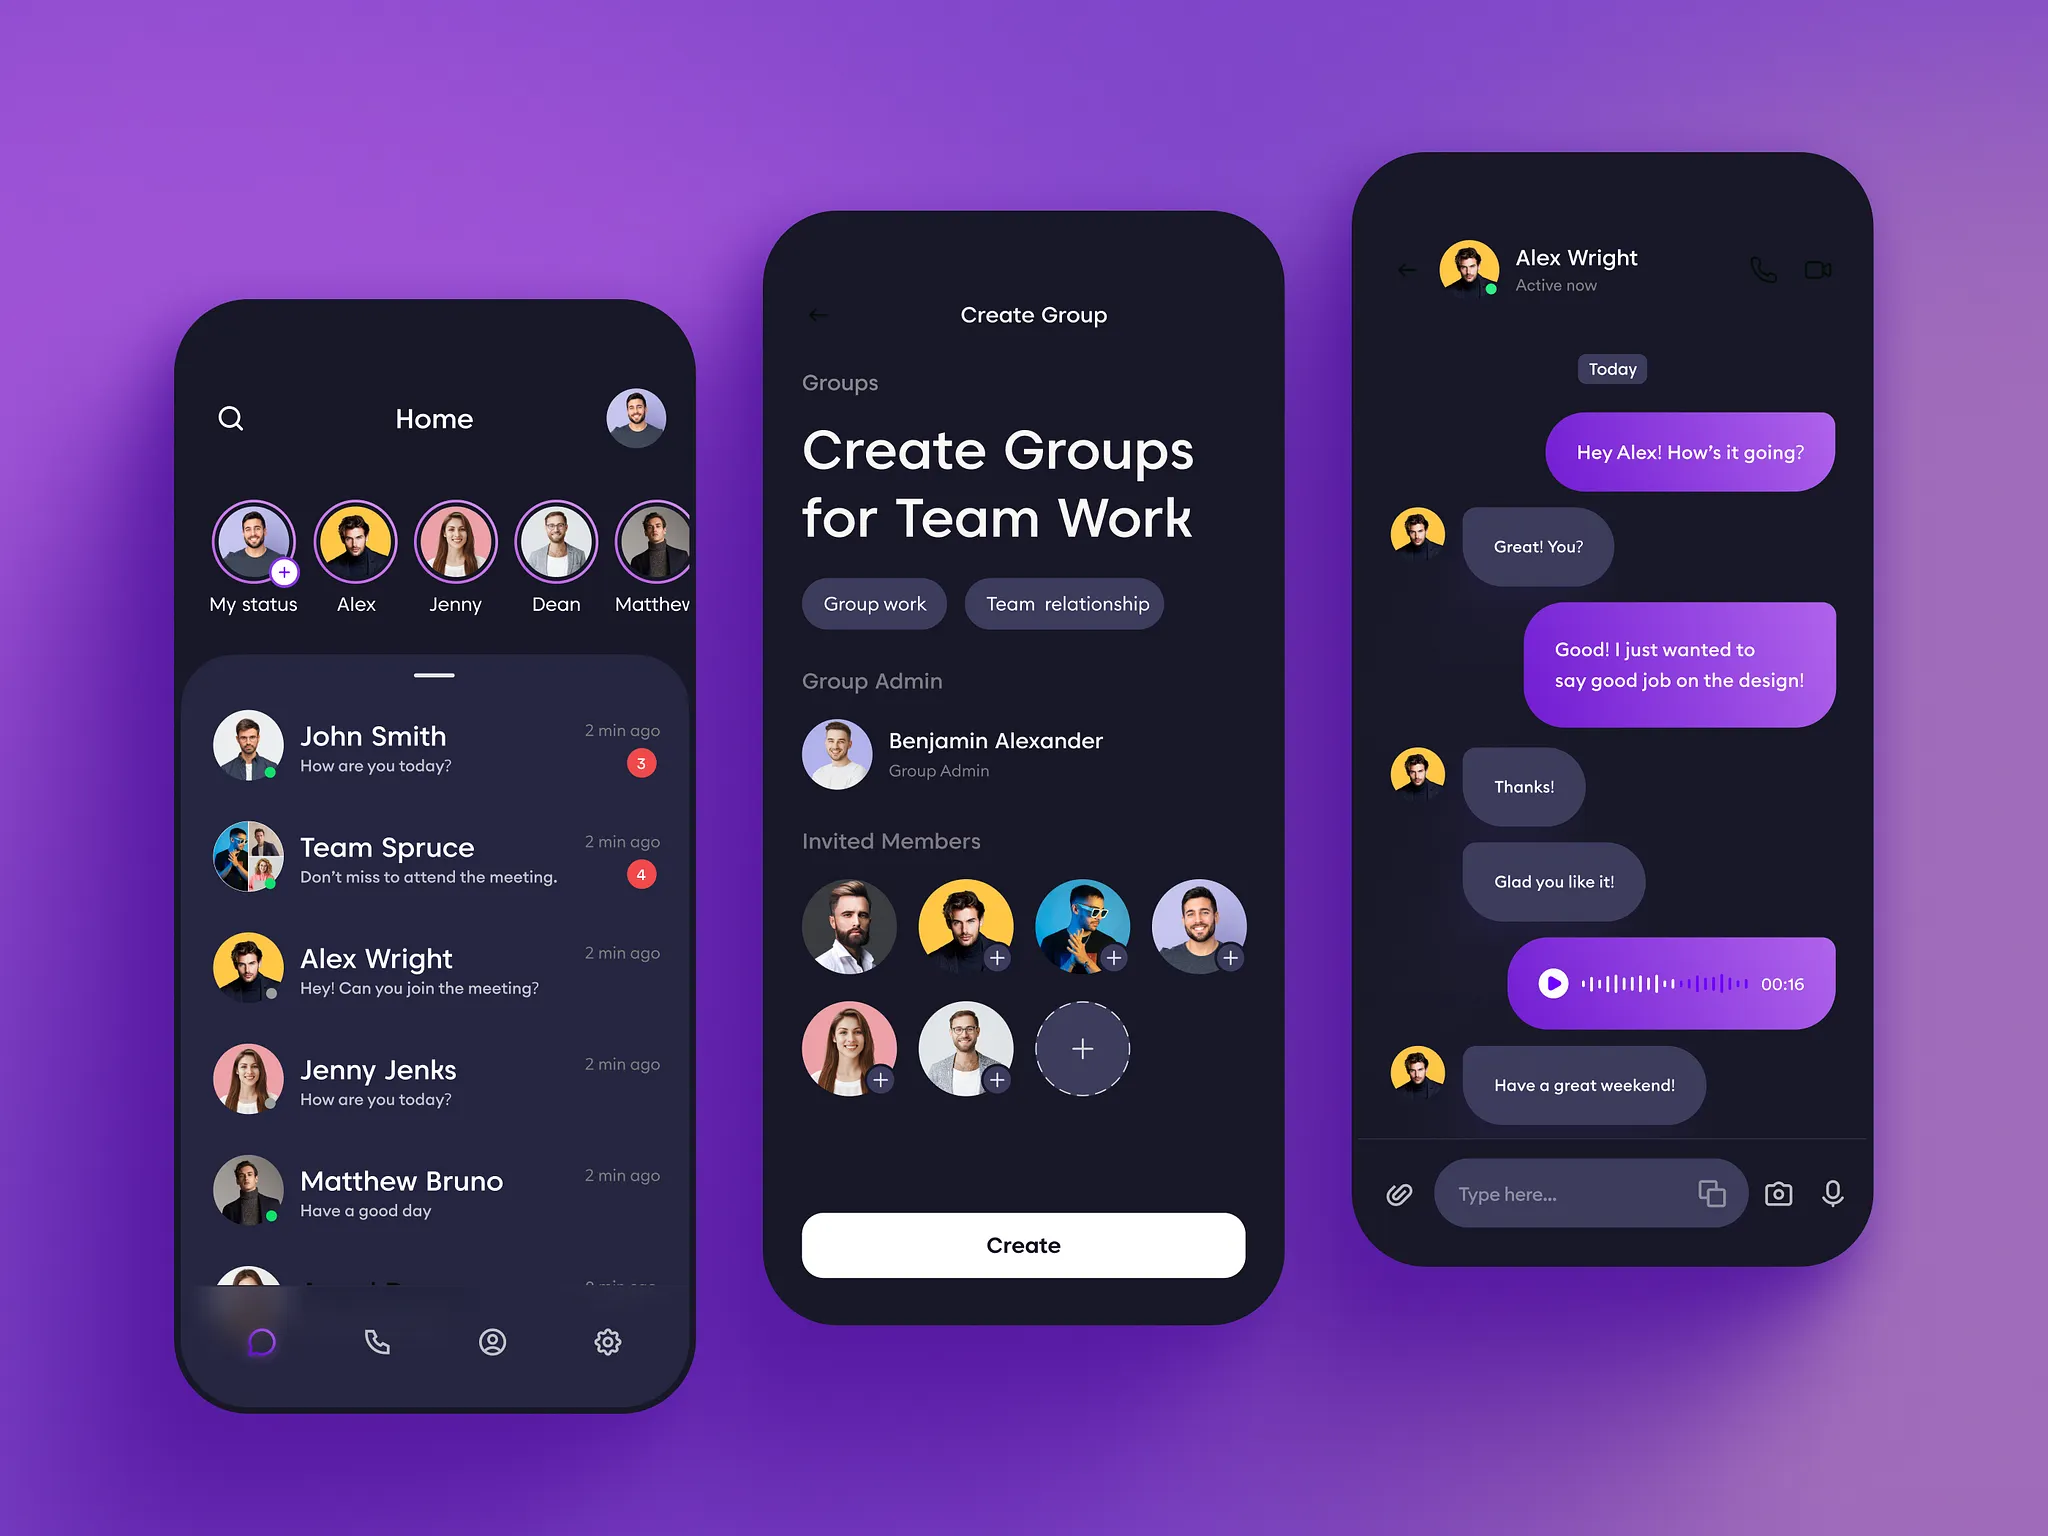 Home
My status
Alex
Jenny
Dean
Matthew
John Smith
2 min ago
How are you today?
3
Team Spruce
2 min ago
Don't miss to attend the meeting.
4
Alex Wright
2 min ago
Hey! Can you join the meeting?
Jenny Jenks
2 min ago
How are you today?
Matthew Bruno
2 min ago
Have a good day
Create Group
Groups
Create Groups
for Team Work
Group work
Team relationship
Group Admin
Benjamin Alexander
Group Admin
Invited Members
Create
Alex Wright
Active now
Today
Hey Alex! How's it going?
Great! You?
Good! I just wanted to
say good job on the design!
Thanks!
Glad you like it!
00:16
Have a great weekend!
Type here...